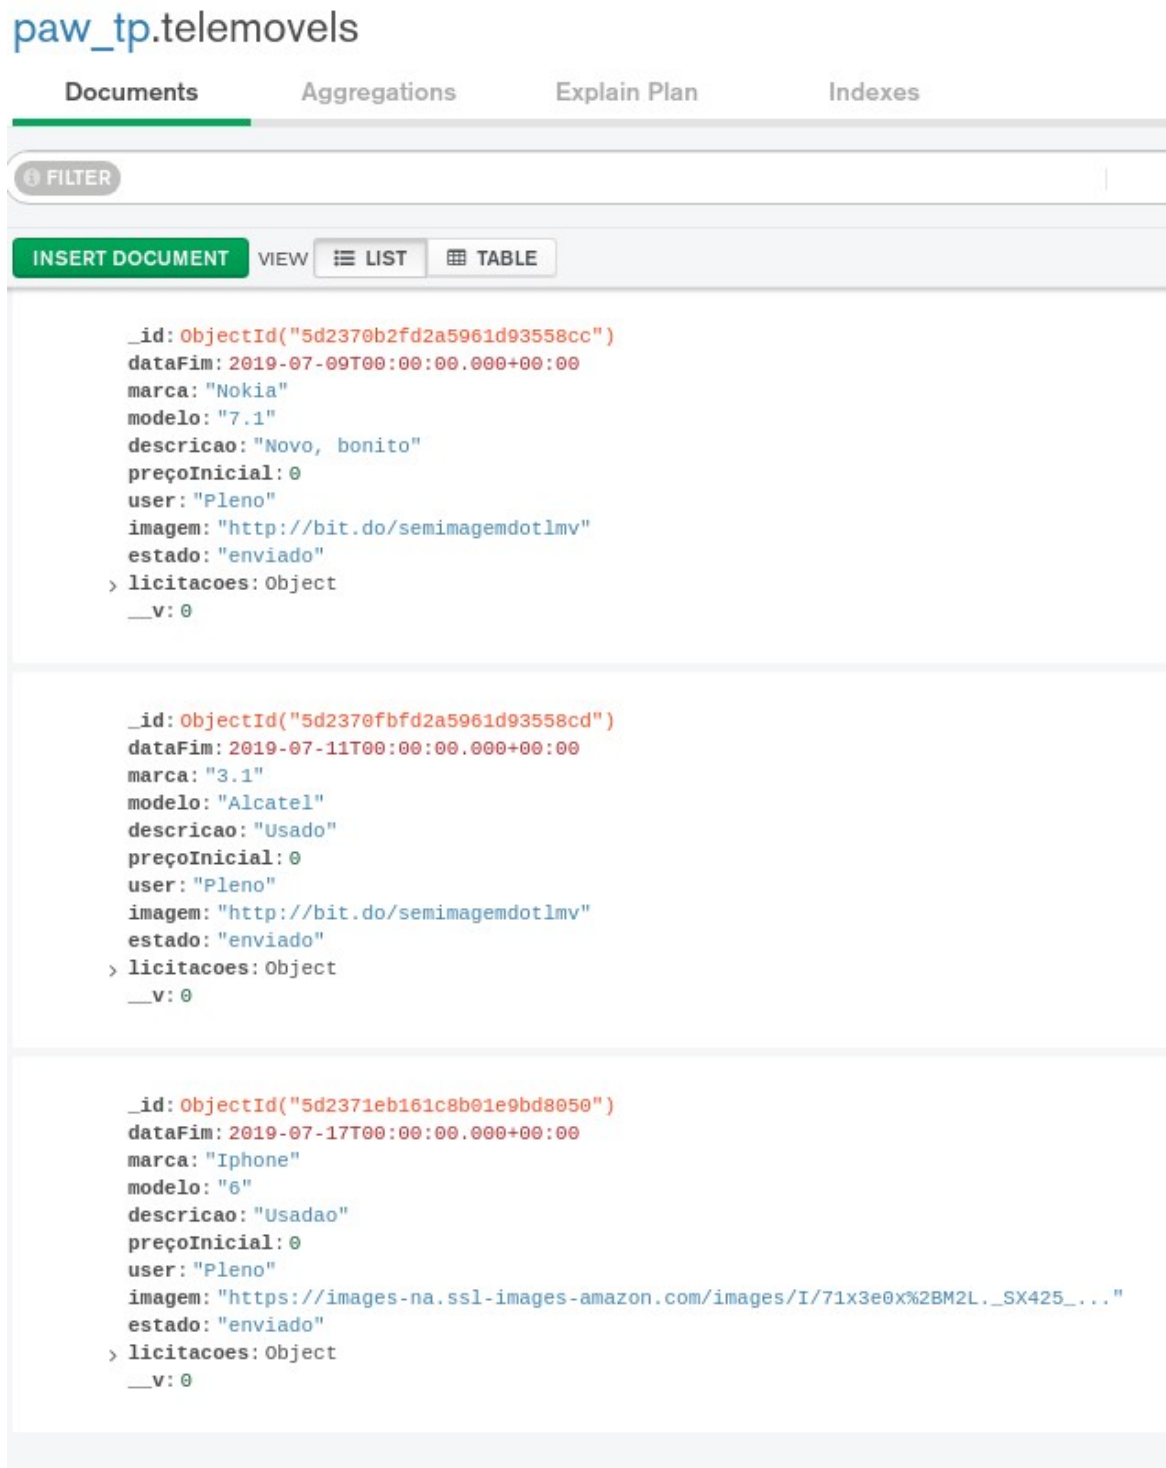 paw_tp.telemovels
Documents Aggregations Explain Plan Indexes
FILTER
INSERT DOCUMENT VIEW LIST TABLE
_id: ObjectId("5d2370b2fd2a5961d93558cc")
dataFim: 2019-07-09T00:00:00.000+00:00
marca: "Nokia"
modelo: "7.1"
descricao: "Novo, bonito"
preçoInicial: 0
user: "Pleno"
imagem: "http://bit.do/semimagemdotlmv"
estado: "enviado"
> licitacoes: Object
__v: 0
_id: ObjectId("5d2370fbfd2a5961d93558cd")
dataFim: 2019-07-11T00:00:00.000+00:00
marca: "3.1"
modelo: "Alcatel"
descricao: "Usado"
preçoInicial: 0
user: "Pleno"
imagem: "http://bit.do/semimagemdotlmv"
estado: "enviado"
> licitacoes: Object
__v: 0
_id: ObjectId("5d2371eb161c8b01e9bd8050")
dataFim: 2019-07-17T00:00:00.000+00:00
marca: "Iphone"
modelo: "6"
descricao: "Usadao"
preçoInicial: 0
user: "Pleno"
imagem: "https://images-na.ssl-images-amazon.com/images/I/71x3e0x%2BM2L._SX425_..."
estado: "enviado"
> licitacoes: Object
__v: 0